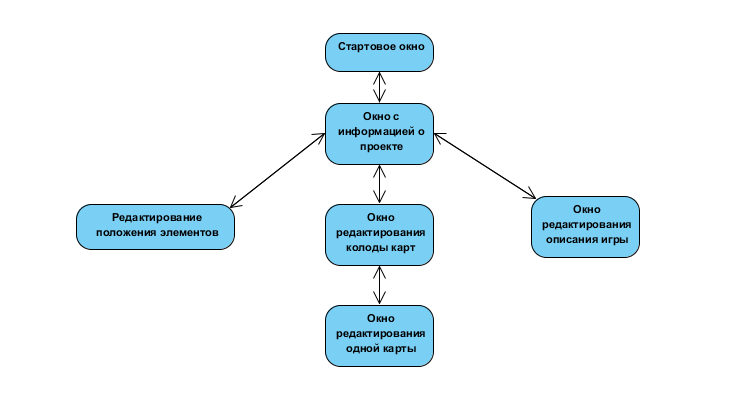 Стартовое окно
Окно с
информацией о
проекте
Редактирование
положения элементов
Окно
редактирования
колоды карт
Окно
редактирования
описания игры
Окно
редактирования
одной карты